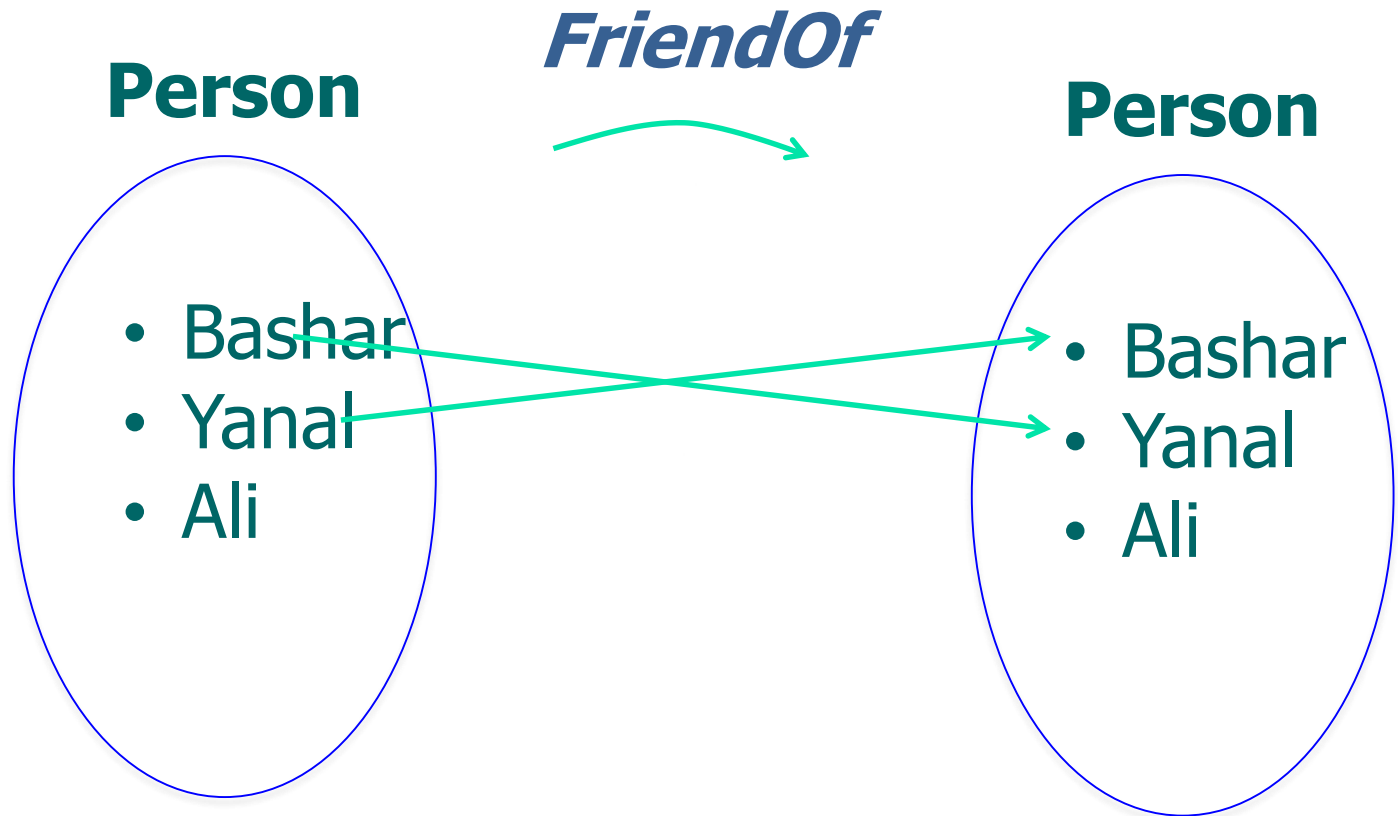 FriendOf
Person
• Bashar
• Yanal
• Ali
Person
• Bashar
• Yanal
• Ali